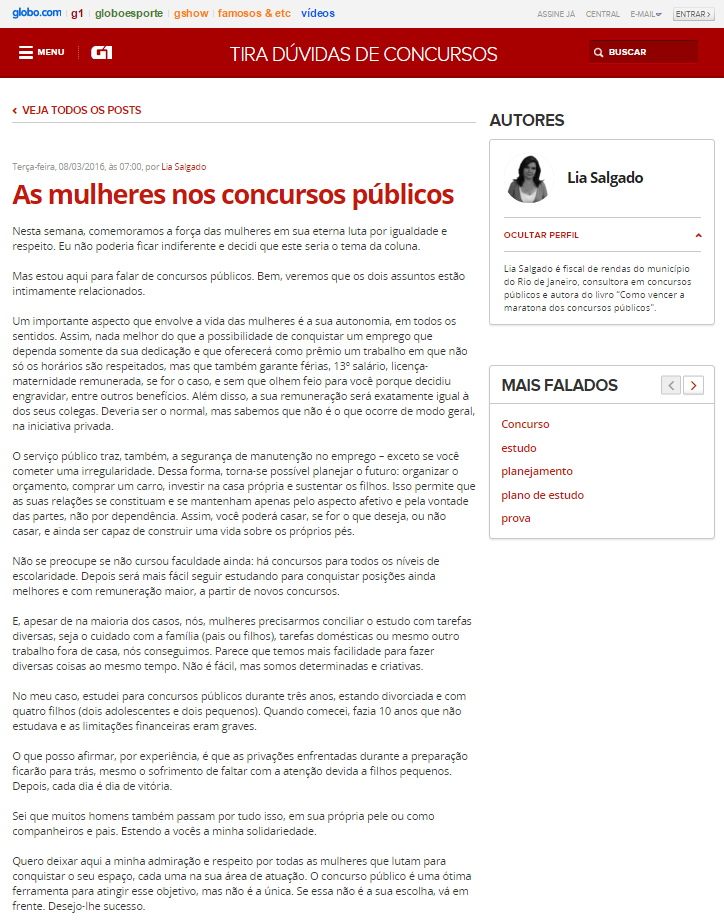 globo.com g1 globoesporte gshow famosos & etc vídeos ASSINE JÁ CENTRAL E-MAIL ENTRAR ›
MENU G1 TIRA DÚVIDAS DE CONCURSOS BUSCAR
VEJA TODOS OS POSTS
Terça-feira, 08/03/2016, às 07:00, por Lia Salgado
As mulheres nos concursos públicos
Nesta semana, comemoramos a força das mulheres em sua eterna luta por igualdade e
respeito. Eu não poderia ficar indiferente e decidi que este seria o tema da coluna.
Mas estou aqui para falar de concursos públicos. Bem, veremos que os dois assuntos estão
intimamente relacionados.
Um importante aspecto que envolve a vida das mulheres é a sua autonomia, em todos os
sentidos. Assim, nada melhor do que a possibilidade de conquistar um emprego que
dependa somente da sua dedicação e que oferecerá como prêmio um trabalho em que não
só os horários são respeitados, mas que também garante férias, 13º salário, licença-
maternidade remunerada, se for o caso, e sem que olhem feio para você porque decidiu
engravidar, entre outros benefícios. Além disso, a sua remuneração será exatamente igual à
dos seus colegas. Deveria ser o normal, mas sabemos que não é o que ocorre de modo geral,
na iniciativa privada.
O serviço público traz, também, a segurança de manutenção no emprego – exceto se você
cometer uma irregularidade. Dessa forma, torna-se possível planejar o futuro: organizar o
orçamento, comprar um carro, investir na casa própria e sustentar os filhos. Isso permite que
as suas relações se constituam e se mantenham apenas pelo aspecto afetivo e pela vontade
das partes, não por dependência. Assim, você poderá casar, se for o que deseja, ou não
casar, e ainda ser capaz de construir uma vida sobre os próprios pés.
Não se preocupe se não cursou faculdade ainda: há concursos para todos os níveis de
escolaridade. Depois será mais fácil seguir estudando para conquistar posições ainda
melhores e com remuneração maior, a partir de novos concursos.
E, apesar de na maioria dos casos, nós, mulheres precisarmos conciliar o estudo com tarefas
diversas, seja o cuidado com a família (pais ou filhos), tarefas domésticas ou mesmo outro
trabalho fora de casa, nós conseguimos. Parece que temos mais facilidade para fazer
diversas coisas ao mesmo tempo. Não é fácil, mas somos determinadas e criativas.
No meu caso, estudei para concursos públicos durante três anos, estando divorciada e com
quatro filhos (dois adolescentes e dois pequenos). Quando comecei, fazia 10 anos que não
estudava e as limitações financeiras eram graves.
O que posso afirmar, por experiência, é que as privações enfrentadas durante a preparação
ficarão para trás, mesmo o sofrimento de faltar com a atenção devida a filhos pequenos.
Depois, cada dia é dia de vitória.
Sei que muitos homens também passam por tudo isso, em sua própria pele ou como
companheiros e pais. Estendo a vocês a minha solidariedade.
Quero deixar aqui a minha admiração e respeito por todas as mulheres que lutam para
conquistar o seu espaço, cada uma na sua área de atuação. O concurso público é uma ótima
ferramenta para atingir esse objetivo, mas não é a única. Se essa não é a sua escolha, vá em
frente. Desejo-lhe sucesso.
AUTORES
Lia Salgado
OCULTAR PERFIL
Lia Salgado é fiscal de rendas do município
do Rio de Janeiro, consultora em concursos
públicos e autora do livro "Como vencer a
maratona dos concursos públicos".
MAIS FALADOS
Concurso
estudo
planejamento
plano de estudo
prova